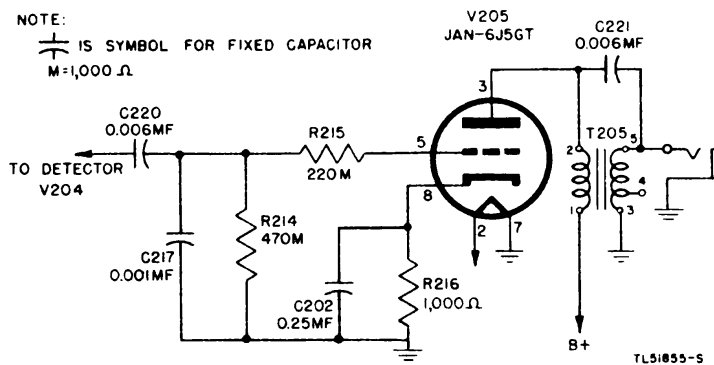 NOTE:
IS SYMBOL FOR FIXED CAPACITOR
M=1,000 Ω
V205
JAN-6J5GT
C221
0.006MF
C220
0.006MF
TO DETECTOR
V204
R215
220M
3
5
8
2
7
T205
2
5
4
1
3
R214
470M
C217
0.001MF
C202
0.25MF
R216
1,000Ω
B+
TL51855-S